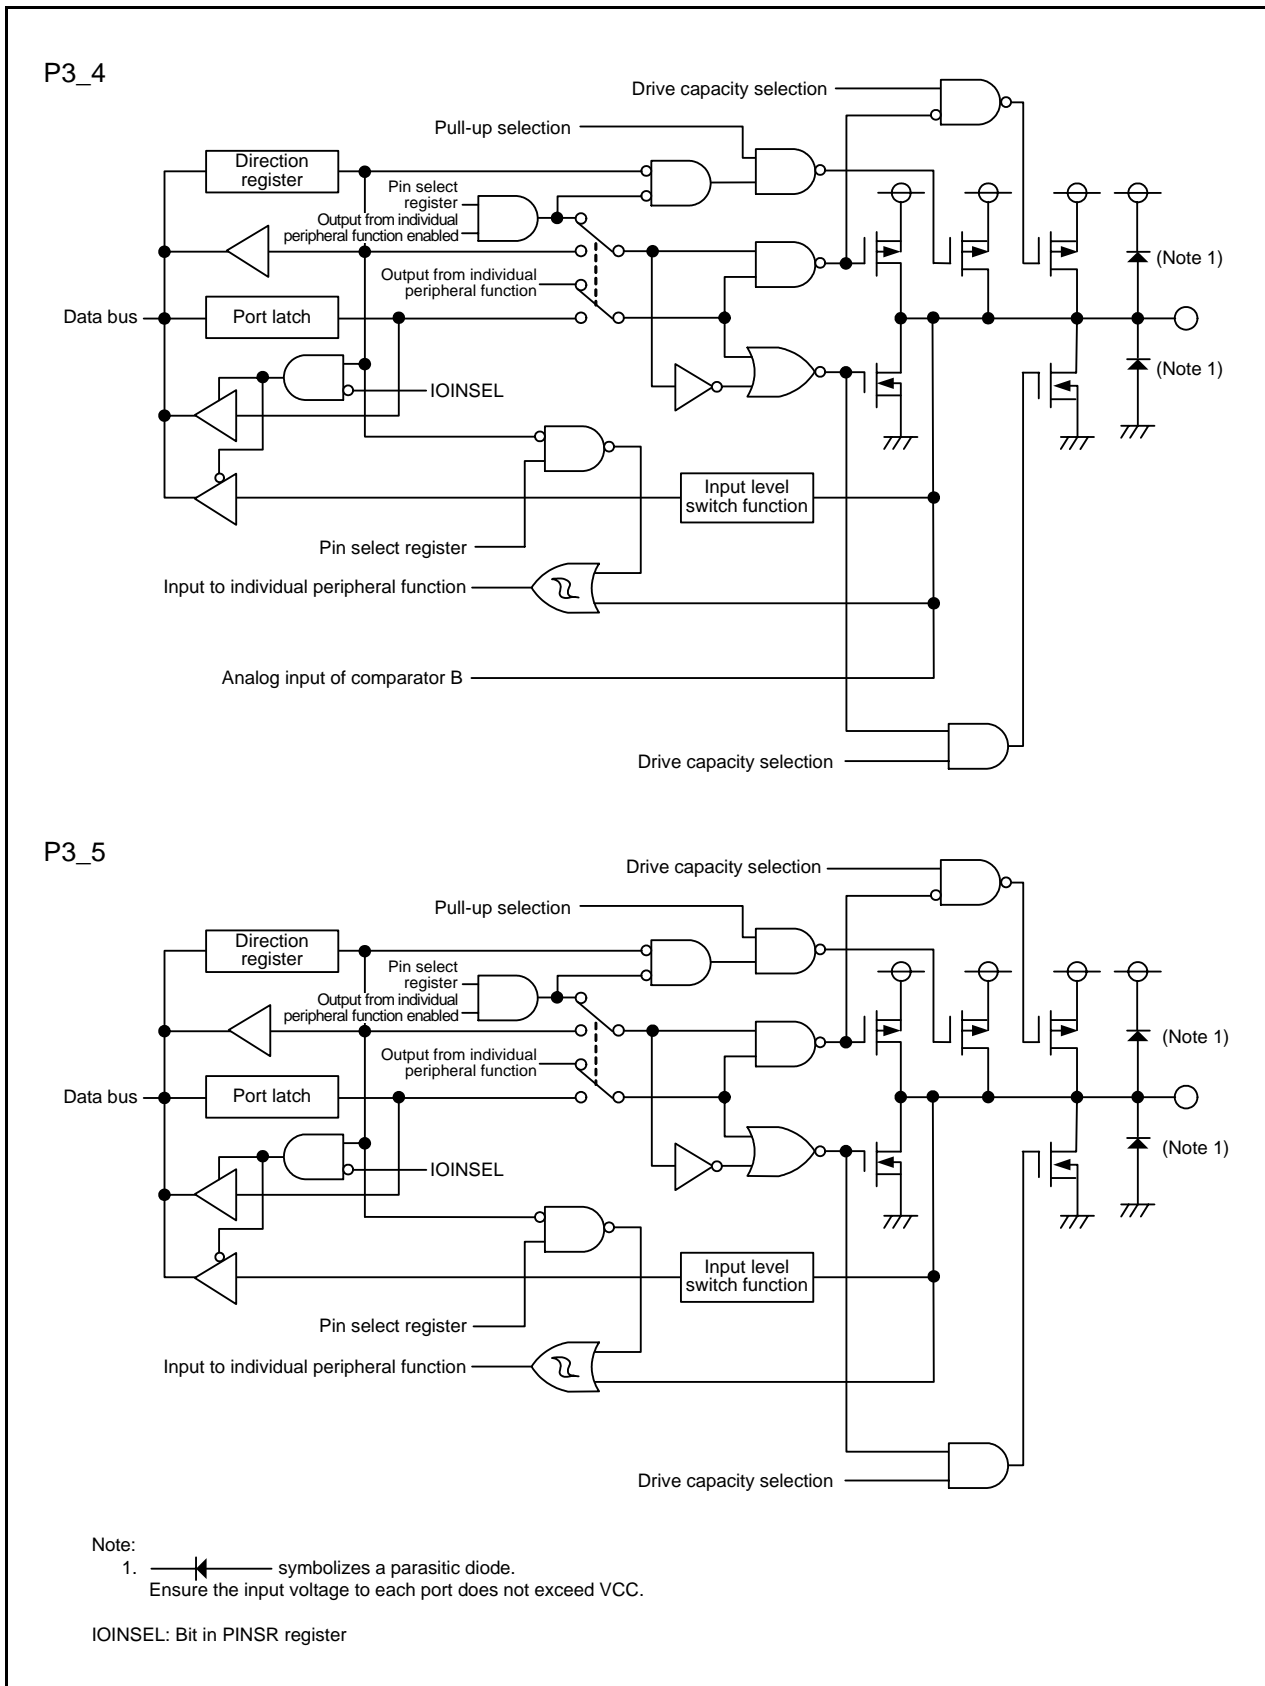 P3_4
Drive capacity selection
Pull-up selection
Direction
register
Pin select
register
Output from individual
peripheral function enabled
Output from individual
peripheral function
(Note 1)
Data bus
Port latch
(Note 1)
IOINSEL
Input level
switch function
Pin select register
Input to individual peripheral function
Analog input of comparator B
Drive capacity selection
P3_5
Drive capacity selection
Pull-up selection
Direction
register
Pin select
register
Output from individual
peripheral function enabled
Output from individual
peripheral function
(Note 1)
Data bus
Port latch
(Note 1)
IOINSEL
Input level
switch function
Pin select register
Input to individual peripheral function
Drive capacity selection
Note:
1. symbolizes a parasitic diode.
Ensure the input voltage to each port does not exceed VCC.
IOINSEL: Bit in PINSR register